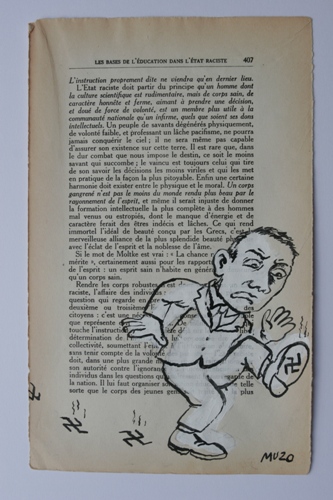 LES BASES DE L'ÉDUCATION DANS L'ÉTAT RACISTE 407
L'instruction proprement dite ne viendra qu'en dernier lieu.
L'Etat raciste doit partir du principe qu'un homme dont
la culture scientifique est rudimentaire, mais de corps sain, de
caractère honnête et ferme, aimant à prendre une décision,
et doué de force de volonté, est un membre plus utile à la
communauté nationale qu'un infirme, quels que soient ses dons
intellectuels. Un peuple de savants dégénérés physiquement,
de volonté faible, et professant un lâche pacifisme, ne pourra
jamais conquérir le ciel ; il ne sera même pas capable
d'assurer son existence sur cette terre. Il est rare que, dans
le dur combat que nous impose le destin, ce soit le moins
savant qui succombe ; le vaincu est toujours celui qui tire
de son savoir les décisions les moins viriles et qui les met
en pratique de la façon la plus pitoyable. Enfin une certaine
harmonie doit exister entre le physique et le moral. Un corps
gangrené n'est pas le moins du monde rendu plus beau par le
rayonnement de l'esprit, et même il serait injuste de donner
la formation intellectuelle la plus complète à des hommes
mal venus ou estropiés, dont le manque d'énergie et de
caractère ferait des êtres indécis et lâches. Ce qui rend
immortel l'idéal de beauté conçu par les Grecs, c'est
merveilleuse alliance de la plus splendide beauté
avec l'éclat de l'esprit et la noblesse de l'âme.
Si le mot de Moltke est vrai : « La chance
mérite », certainement aussi pour les rapports
de l'esprit : un esprit sain n'habite en général
qu'un corps sain.
Rendre les corps robustes
raciste, l'affaire des individus
question qui regarde en
deuxième ou troisième
citoyens : c'est une
que représente
touche l'instruction
détermination de
collectivité, soumettant
aus tenir compte de la volonté
doit, dans une plus grande
son autorité contre l'ignorance
individus dans les questions
la nation. Il lui faut organiser
sorte que le corps des jeunes plus
MUZO